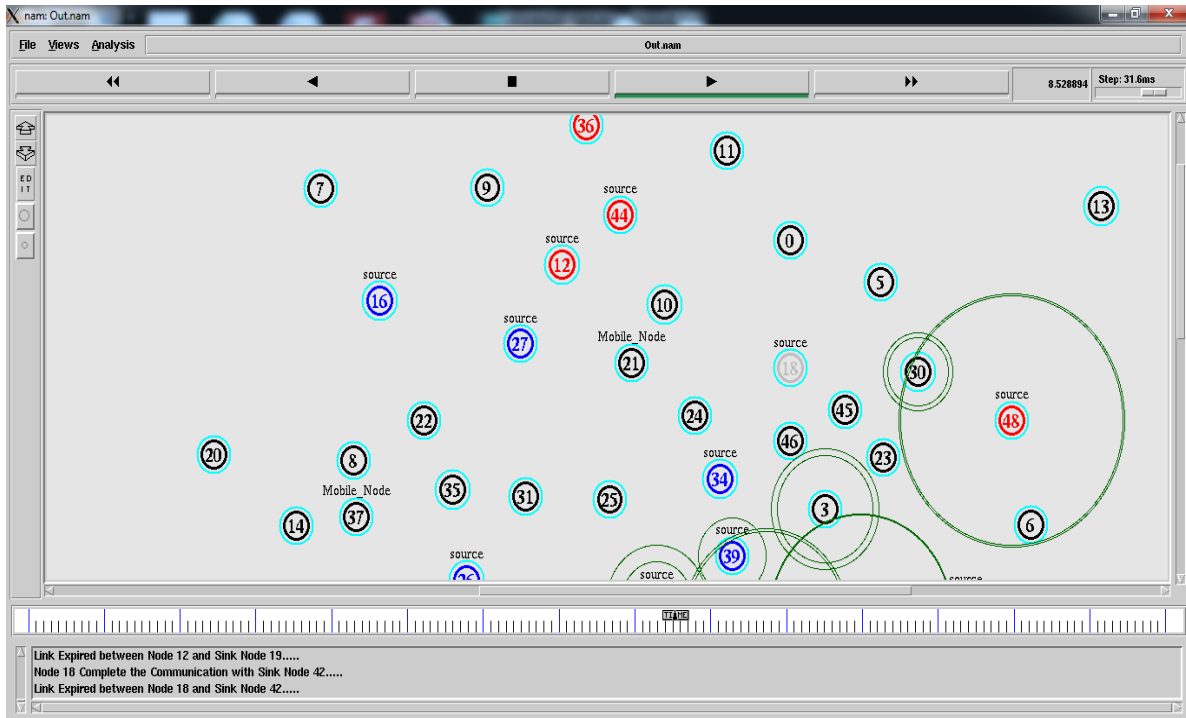 nam: Out.nam
File Views Analysis Out.nam
8.528894 Step: 31.6ms
ED
IT
36
11
7
9
source
44
13
source
12
0
source
16
5
10
source
27
Mobile_Node
21
source
18
30
source
48
22
24
45
46
20
8
23
source
34
Mobile_Node
37
35
31
25
3
14
6
source
39
source
26
source
source
TIME
Link Expired between Node 12 and Sink Node 19.....
Node 18 Complete the Communication with Sink Node 42.....
Link Expired between Node 18 and Sink Node 42.....